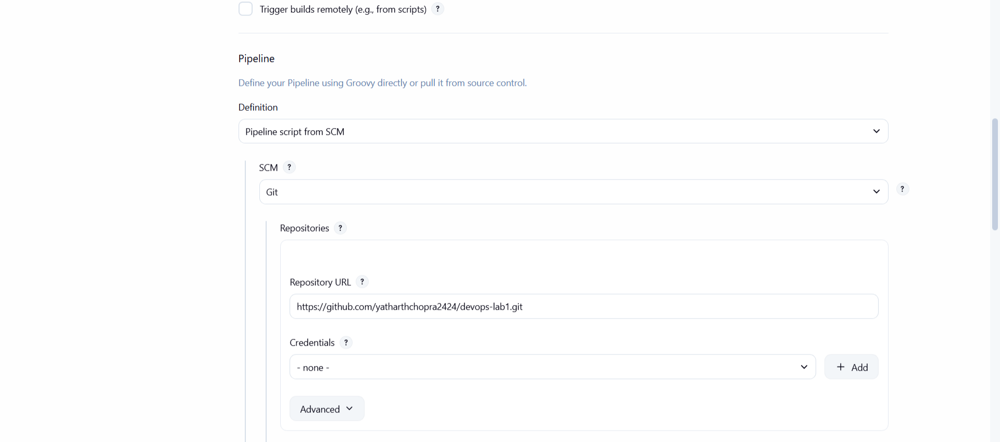 Trigger builds remotely (e.g., from scripts) ?
Pipeline
Define your Pipeline using Groovy directly or pull it from source control.
Definition
Pipeline script from SCM
SCM ?
Git
?
Repositories ?
Repository URL ?
https://github.com/yatharthchopra2424/devops-lab1.git
Credentials ?
- none -
+ Add
Advanced